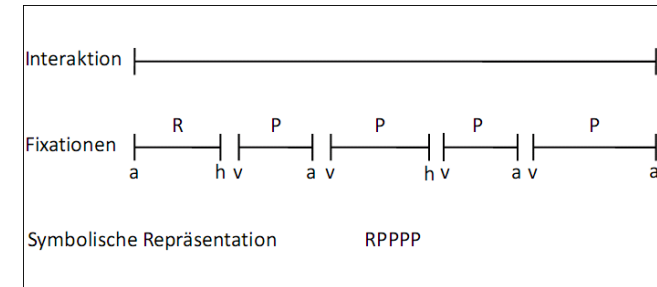 Interaktion
R P P P P
Fixationen
a h v a v h v a v a
Symbolische Repräsentation RPPPP